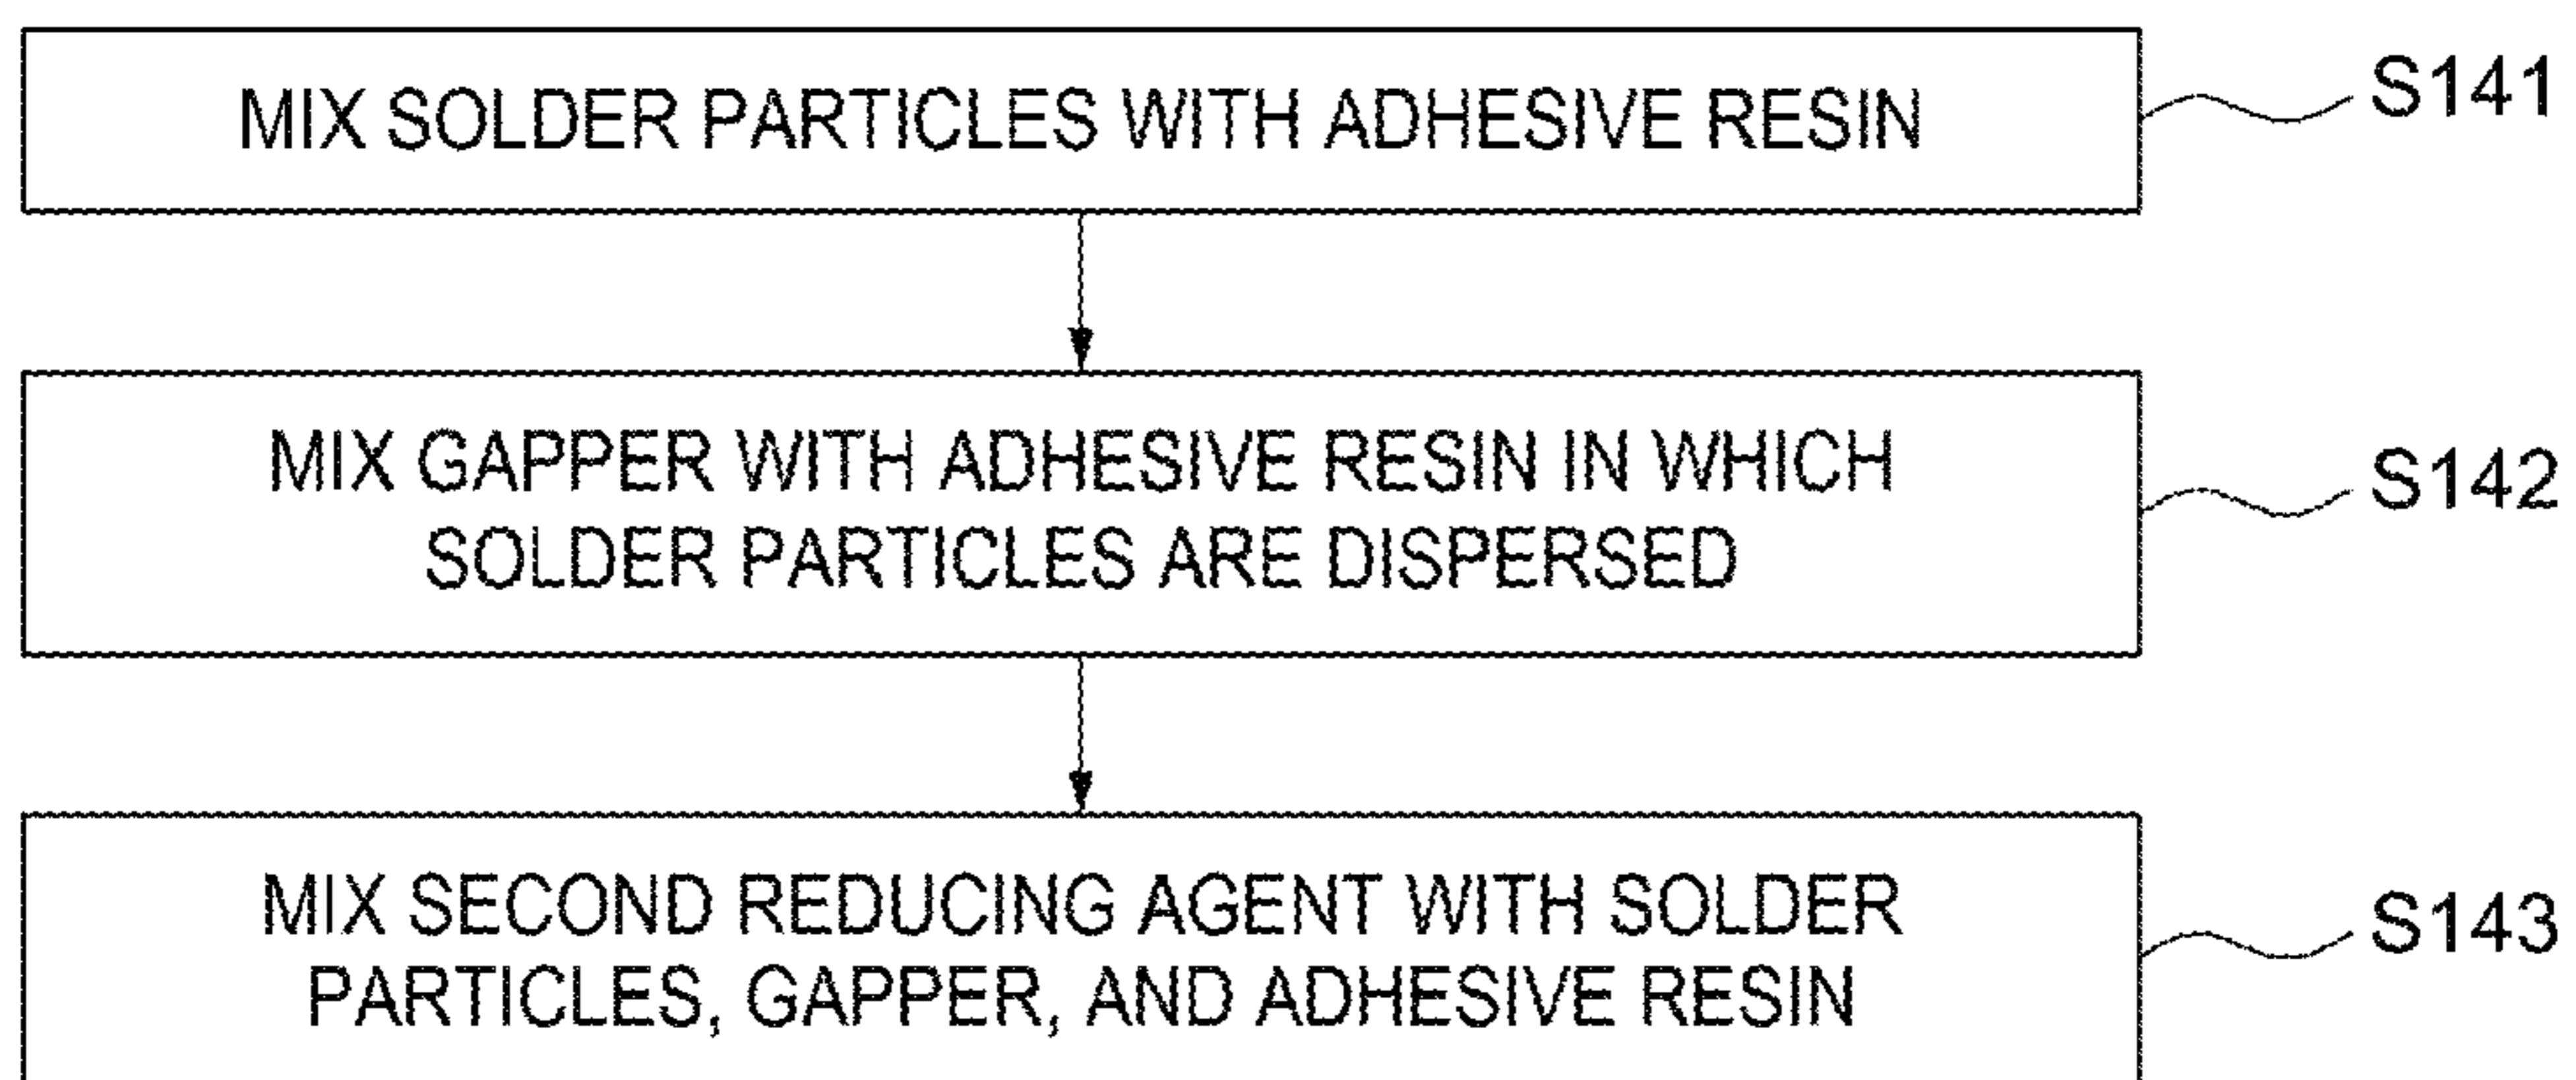 MIX SOLDER PARTICLES WITH ADHESIVE RESIN
S141
MIX GAPPER WITH ADHESIVE RESIN IN WHICH
SOLDER PARTICLES ARE DISPERSED
S142
MIX SECOND REDUCING AGENT WITH SOLDER
PARTICLES, GAPPER, AND ADHESIVE RESIN
S143